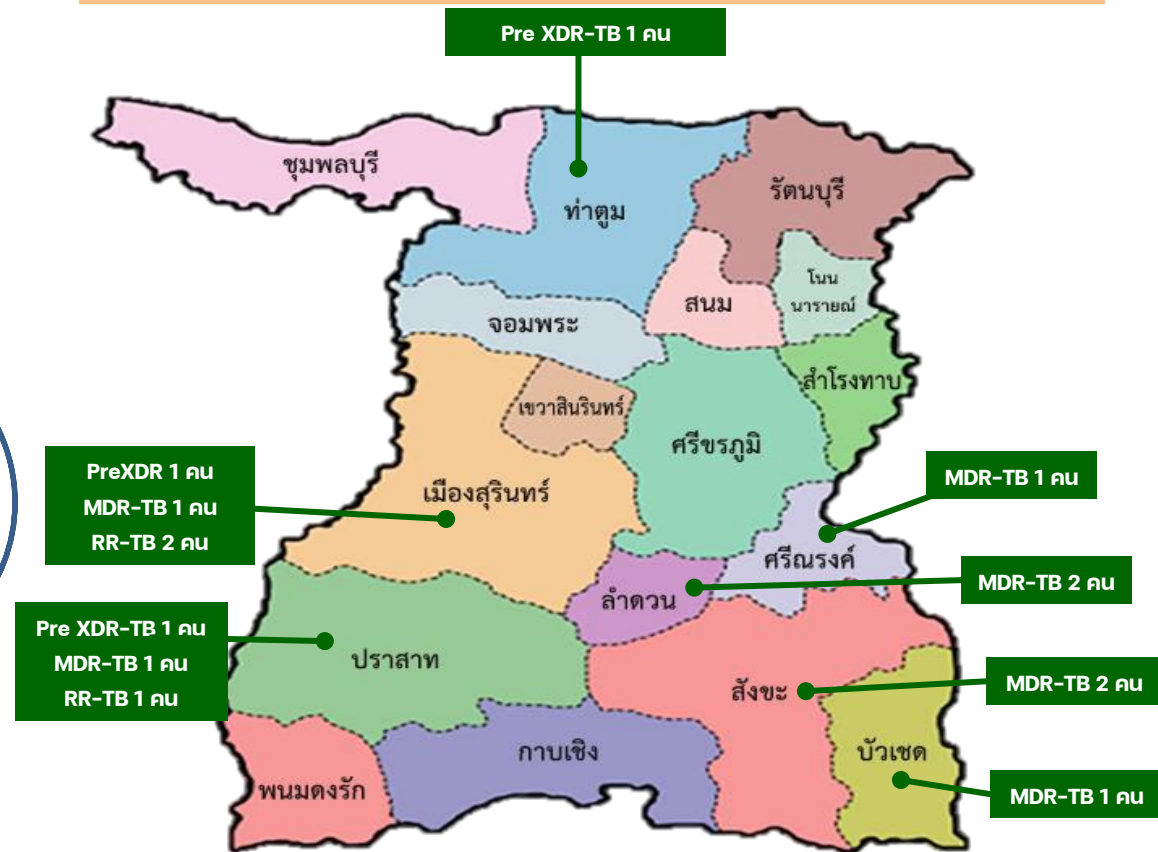 Pre XDR-TB 1 คน
ชุมพลบุรี
รัตนบุรี
ท่าตูม
โนน
นารายณ์
สนม
จอมพระ
สำโรงทาบ
เขวาสินรินทร์
ศรีขรภูมิ
PreXDR 1 คน
MDR-TB 1 คน
RR-TB 2 คน
เมืองสุรินทร์
MDR-TB 1 คน
ศรีณรงค์
MDR-TB 2 คน
ลำดวน
Pre XDR-TB 1 คน
MDR-TB 1 คน
RR-TB 1 คน
ปราสาท
MDR-TB 2 คน
สังขะ
กาบเชิง
บัวเชด
พนมดงรัก
MDR-TB 1 คน